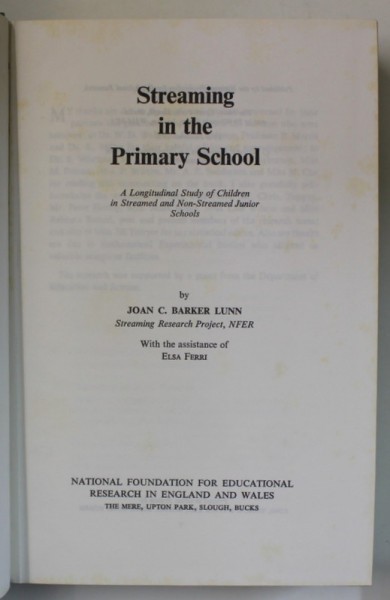 Streaming
in the
Primary School
A Longitudinal Study of Children
in Streamed and Non-Streamed Junior
Schools
by
JOAN C. BARKER LUNN
Streaming Research Project, NFER
With the assistance of
ELSA FERRI
NATIONAL FOUNDATION FOR EDUCATIONAL
RESEARCH IN ENGLAND AND WALES
THE MERE, UPTON PARK, SLOUGH, BUCKS